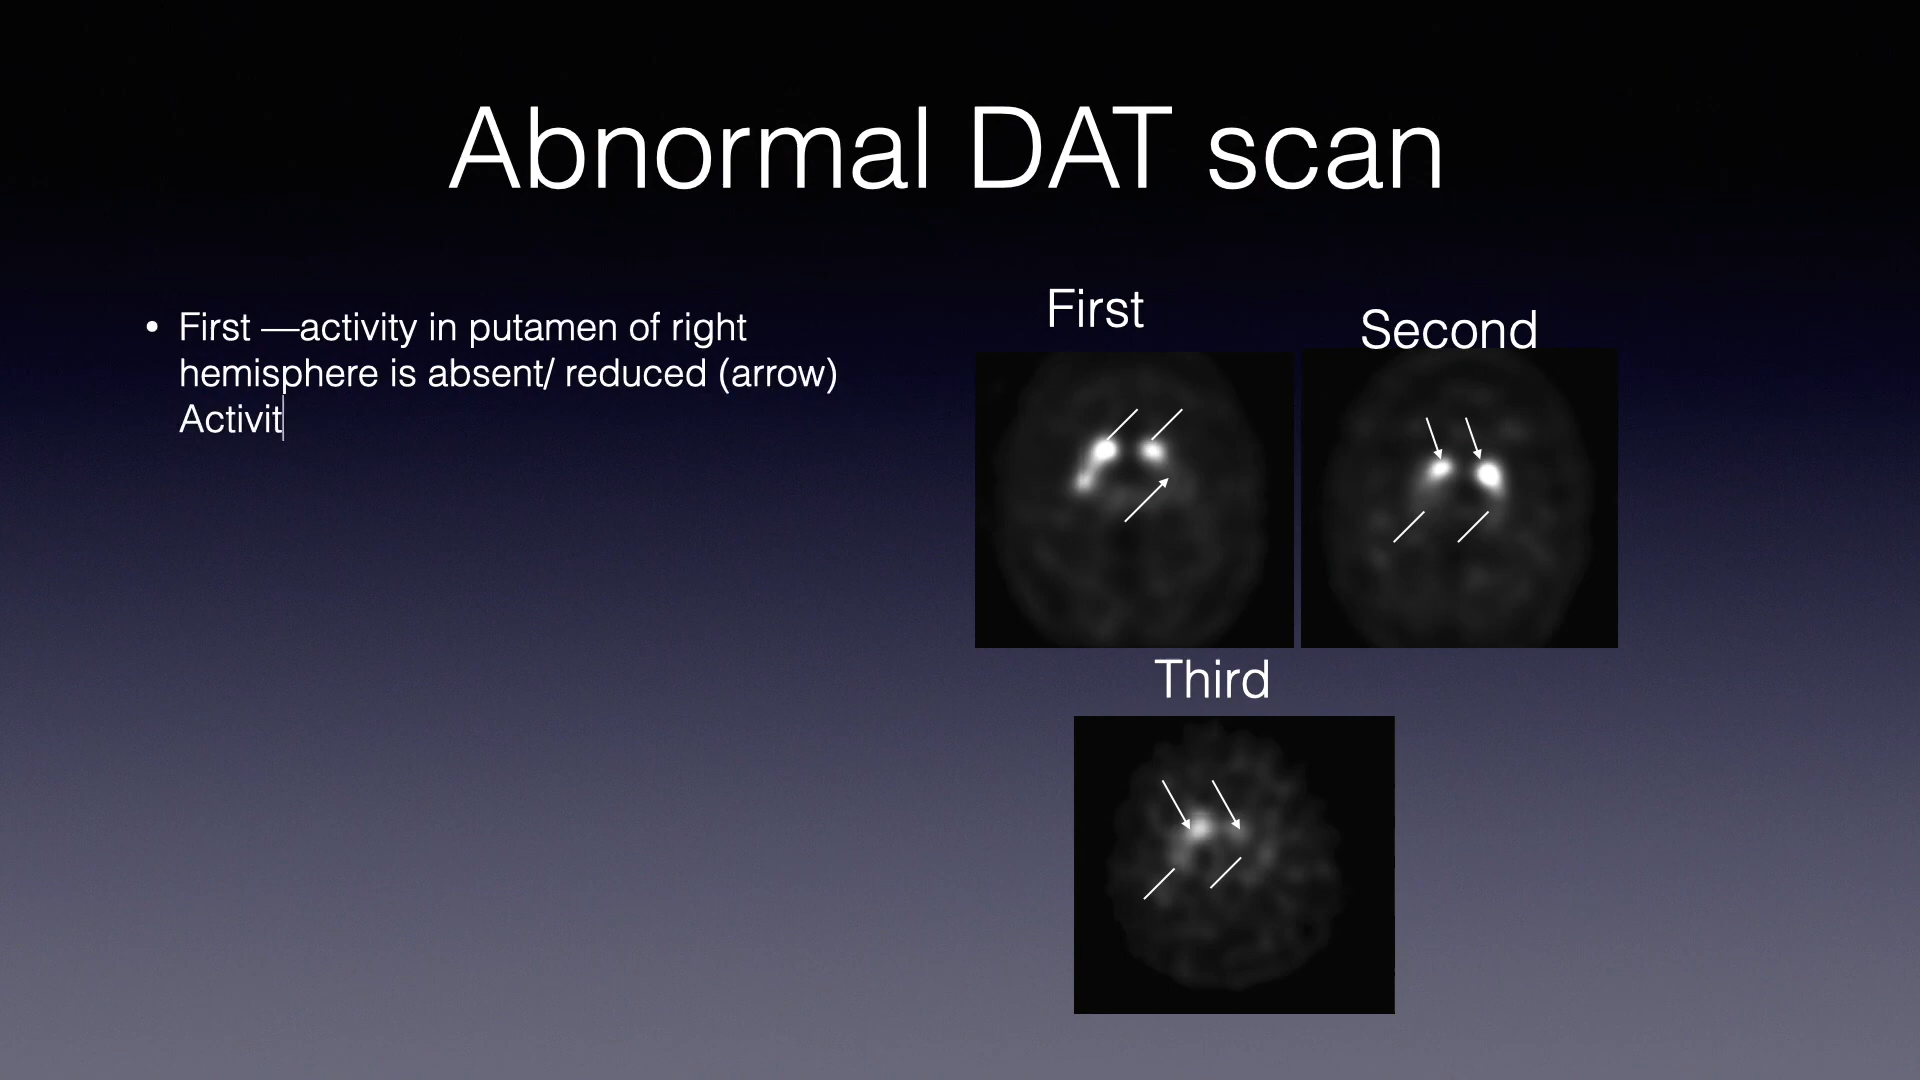 Abnormal DAT scan
• First —activity in putamen of right
hemisphere is absent/ reduced (arrow)
Activit
First
Second
Third